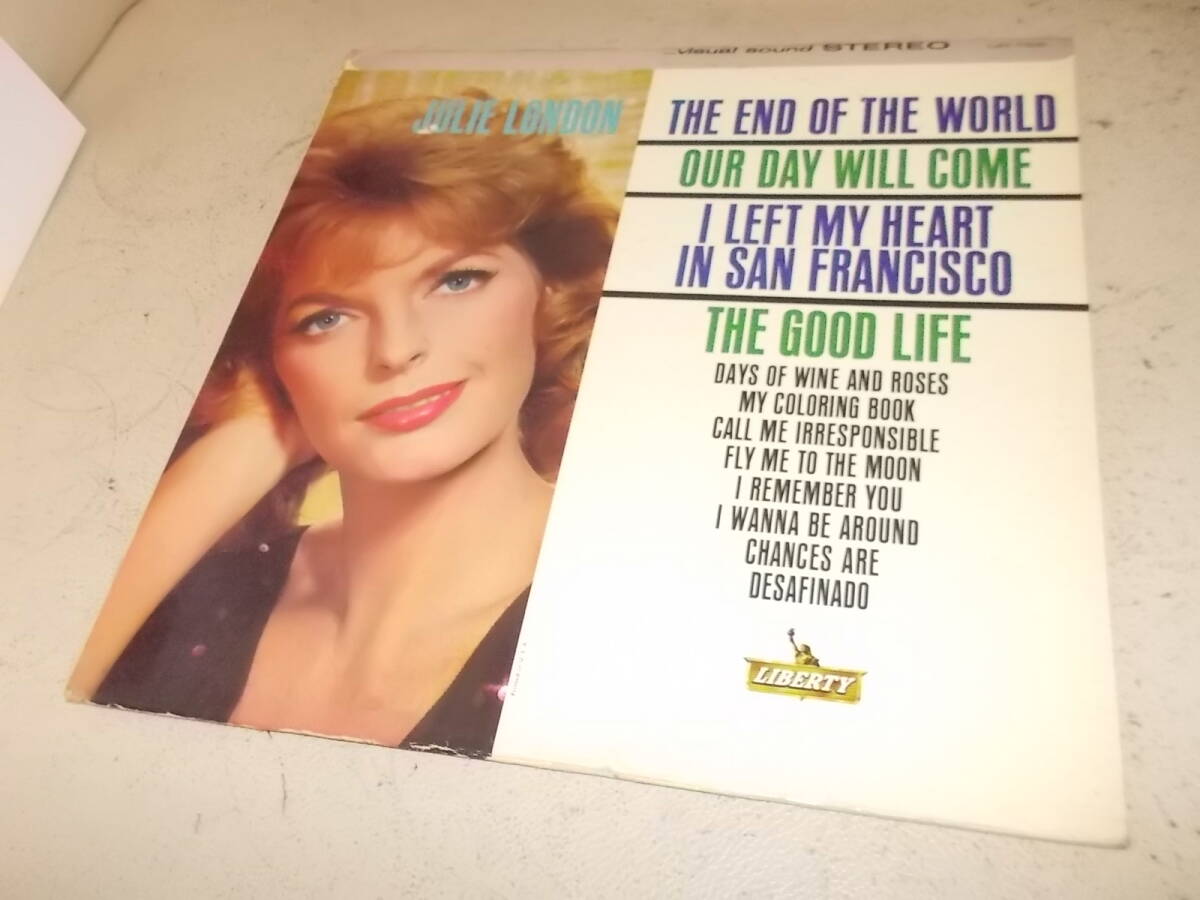 visual sound STEREO
JULIE LONDON
THE END OF THE WORLD
OUR DAY WILL COME
I LEFT MY HEART
IN SAN FRANCISCO
THE GOOD LIFE
DAYS OF WINE AND ROSES
MY COLORING BOOK
CALL ME IRRESPONSIBLE
FLY ME TO THE MOON
I REMEMBER YOU
I WANNA BE AROUND
CHANCES ARE
DESAFINADO
LIBERTY